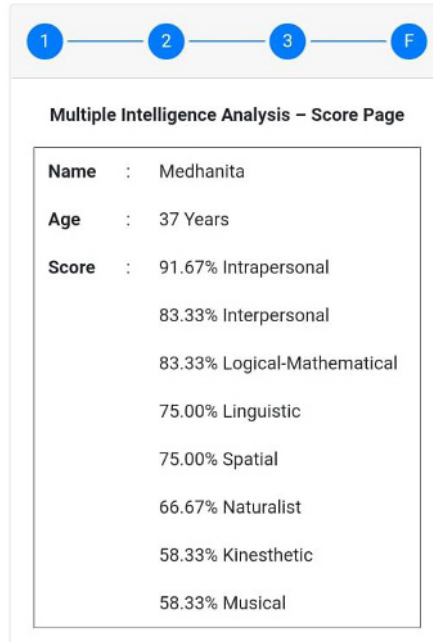 1 2 3 F
Multiple Intelligence Analysis – Score Page
Name : Medhanita
Age : 37 Years
Score : 91.67% Intrapersonal
83.33% Interpersonal
83.33% Logical-Mathematical
75.00% Linguistic
75.00% Spatial
66.67% Naturalist
58.33% Kinesthetic
58.33% Musical